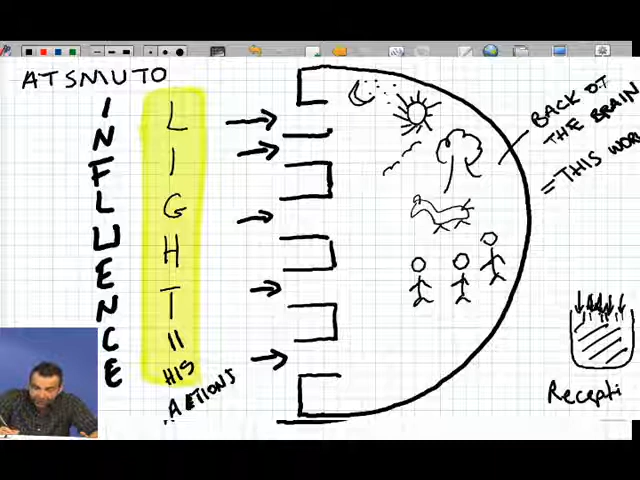 ATSMUTO
INFLUENCE
LIGHT
||
HIS
ACTIONS
BACK OF
THE BRAIN
= THIS WOR
Recepti